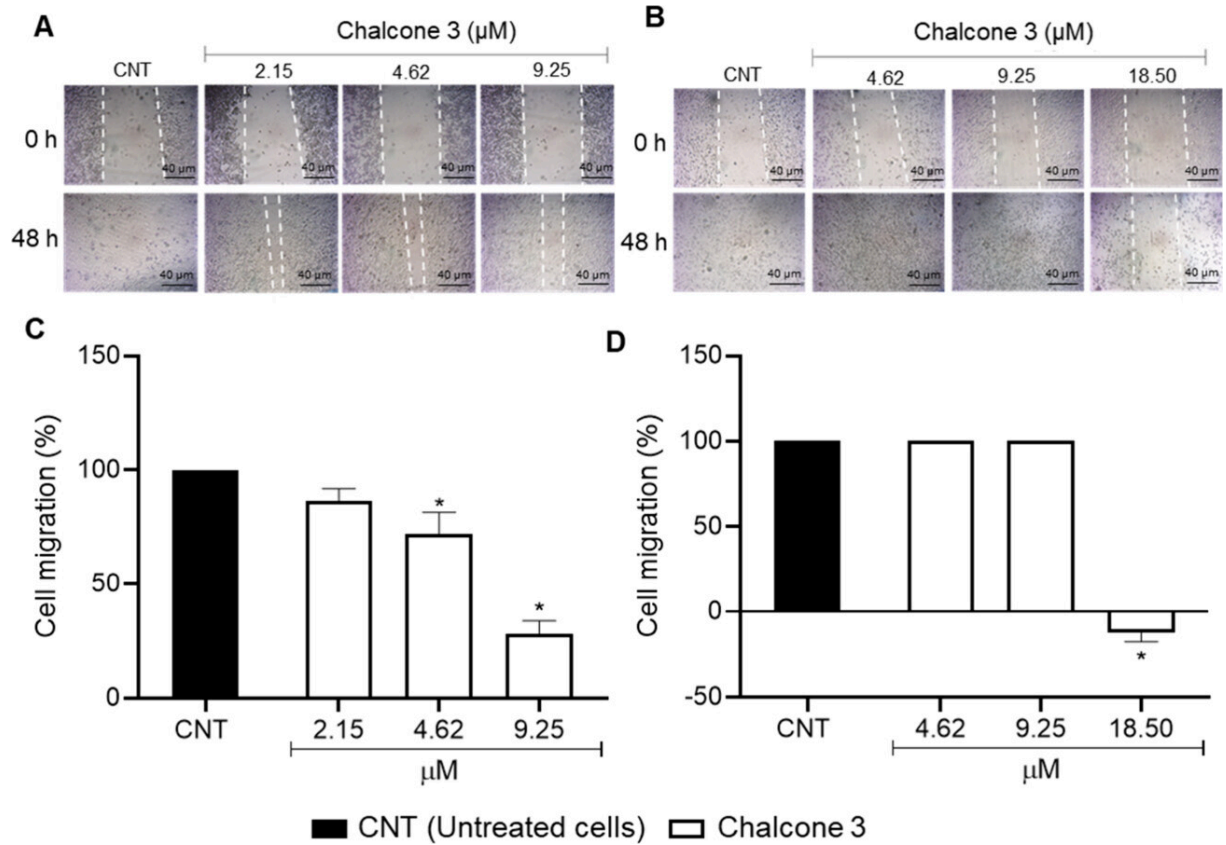 A
Chalcone 3 (µM)
CNT 2.15 4.62 9.25
0 h
40 µm 40 µm 40 µm 40 µm
48 h
40 µm 40 µm 40 µm 40 µm
B
Chalcone 3 (µM)
CNT 4.62 9.25 18.50
0 h
40 µm 40 µm 40 µm 40 µm
48 h
40 µm 40 µm 40 µm 40 µm
C
Cell migration (%)
150
100
50
0
*
*
CNT 2.15 4.62 9.25
µM
D
Cell migration (%)
150
100
50
0
-50
*
CNT 4.62 9.25 18.50
µM
CNT (Untreated cells) Chalcone 3